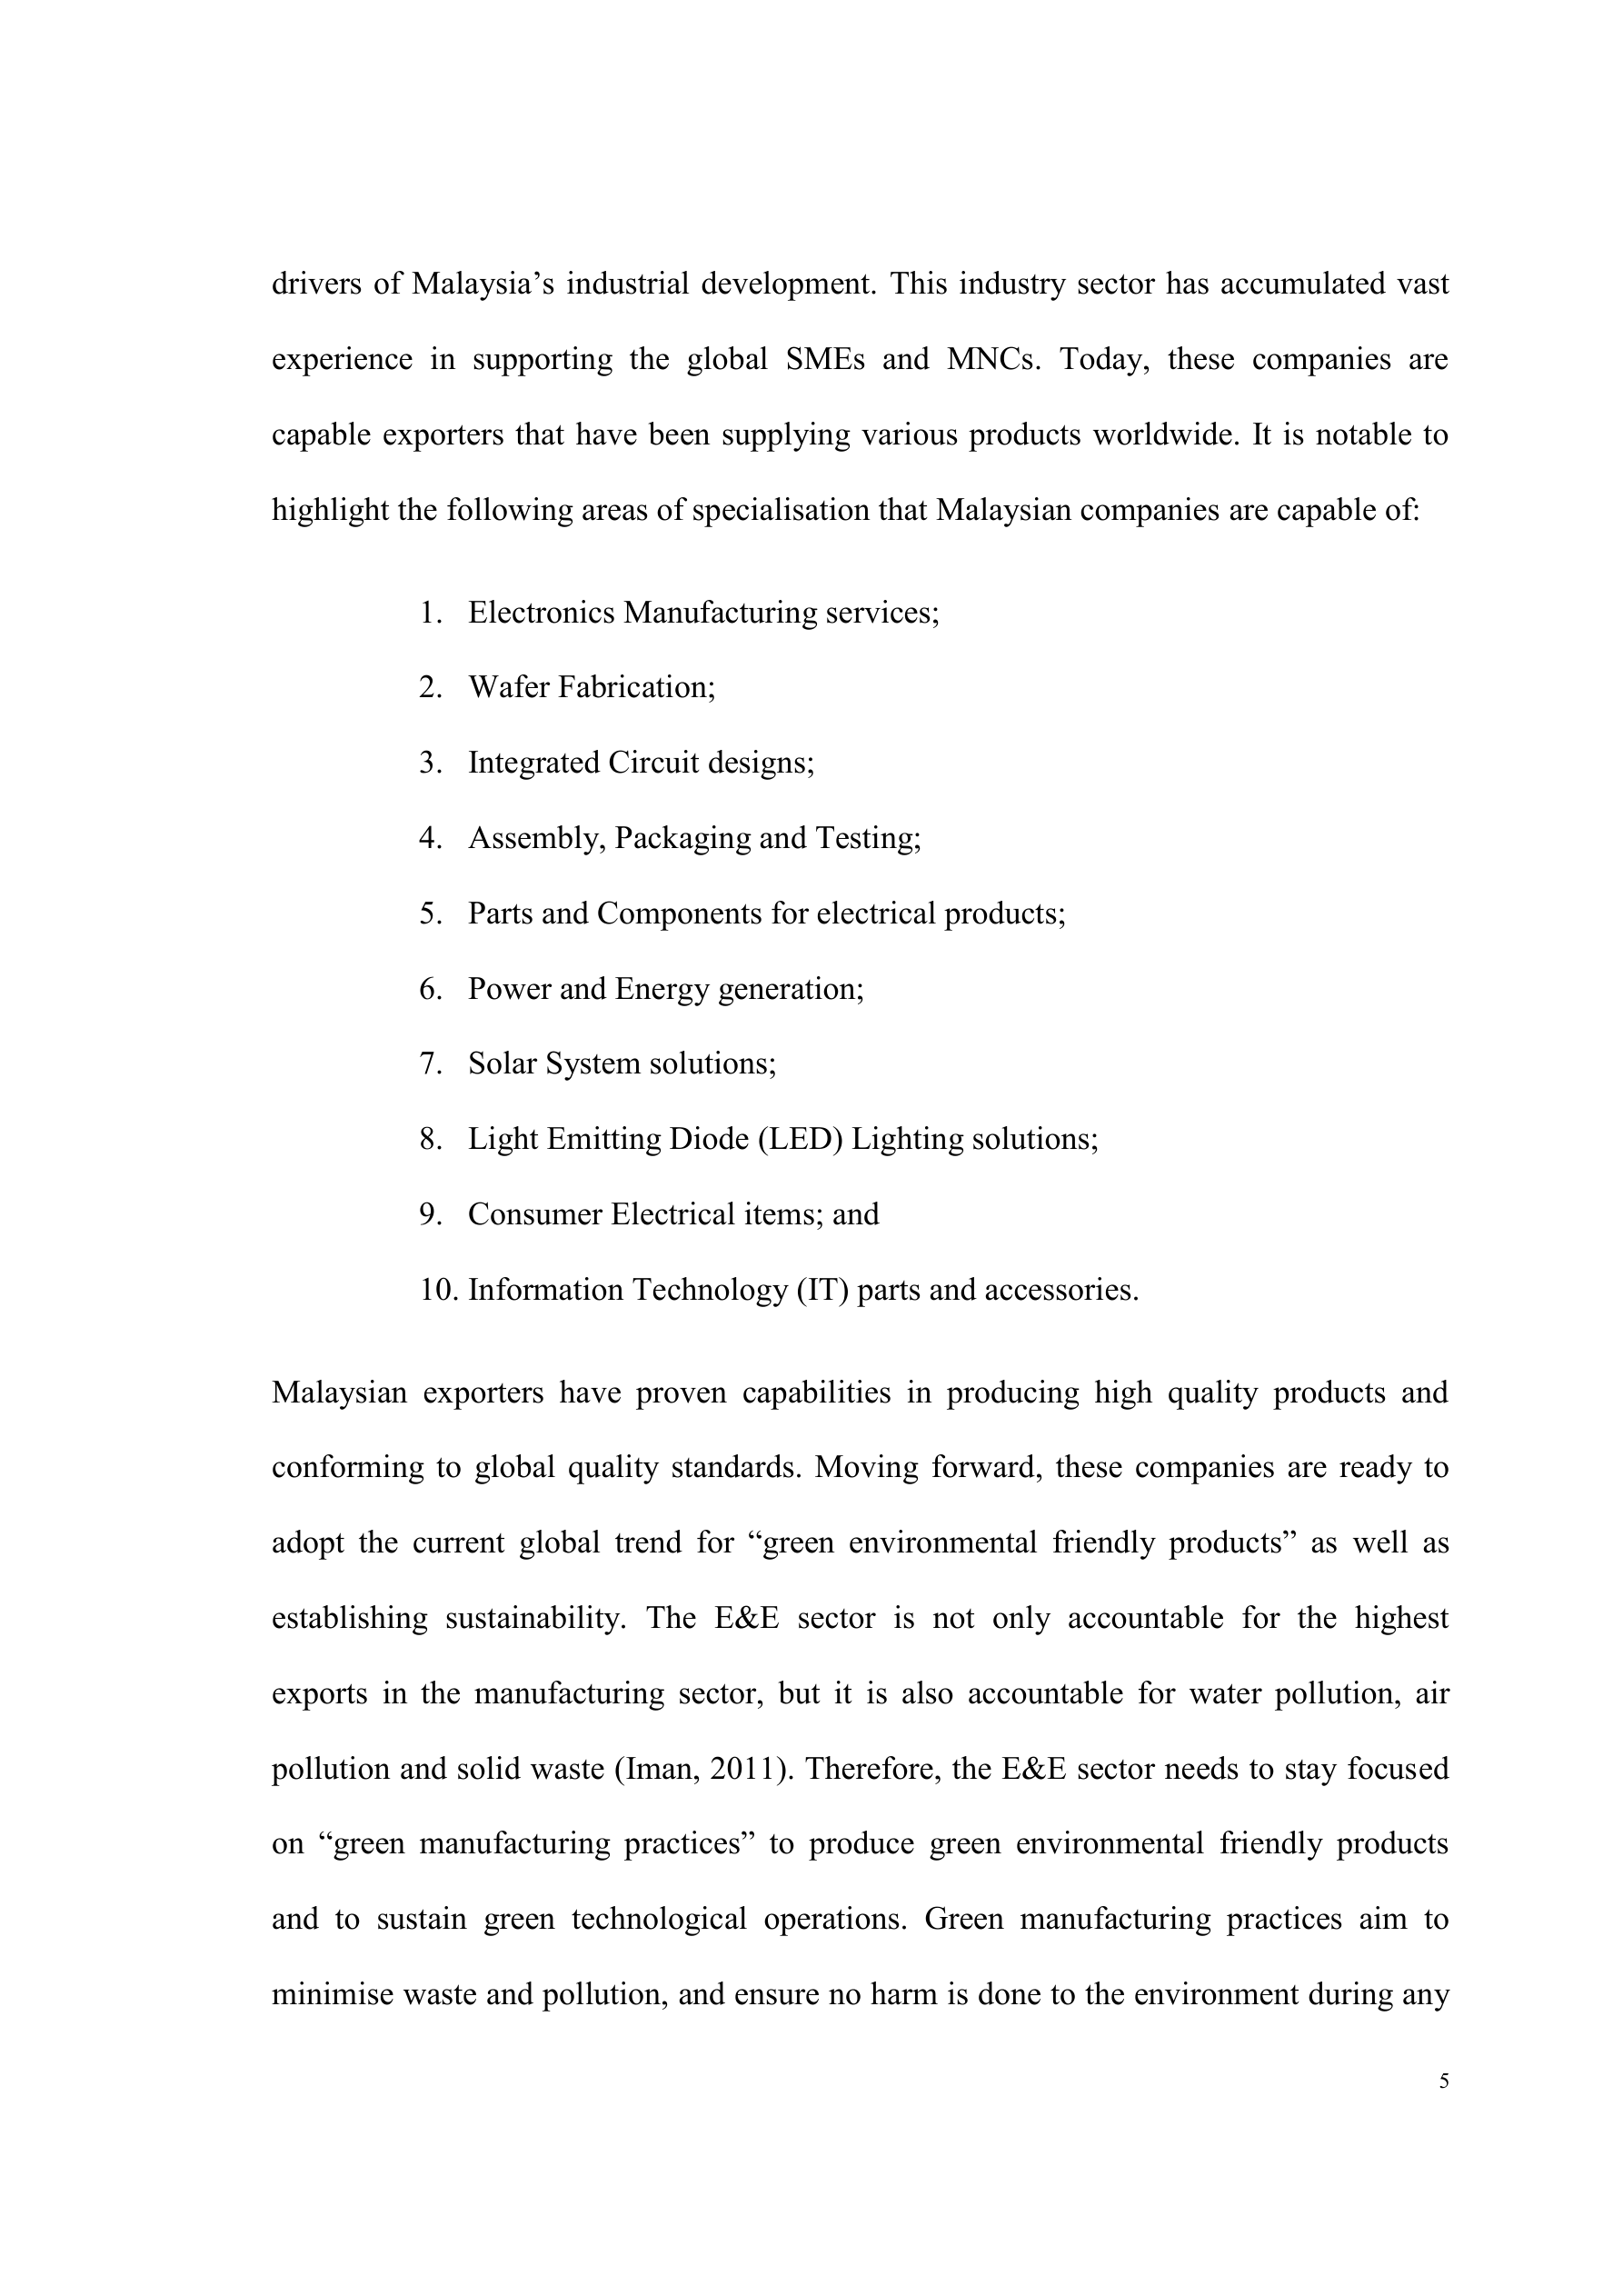 drivers of Malaysia’s industrial development. This industry sector has accumulated vast
experience in supporting the global SMEs and MNCs. Today, these companies are
capable exporters that have been supplying various products worldwide. It is notable to
highlight the following areas of specialisation that Malaysian companies are capable of:
1. Electronics Manufacturing services;
2. Wafer Fabrication;
3. Integrated Circuit designs;
4. Assembly, Packaging and Testing;
5. Parts and Components for electrical products;
6. Power and Energy generation;
7. Solar System solutions;
8. Light Emitting Diode (LED) Lighting solutions;
9. Consumer Electrical items; and
10. Information Technology (IT) parts and accessories.
Malaysian exporters have proven capabilities in producing high quality products and
conforming to global quality standards. Moving forward, these companies are ready to
adopt the current global trend for “green environmental friendly products” as well as
establishing sustainability. The E&E sector is not only accountable for the highest
exports in the manufacturing sector, but it is also accountable for water pollution, air
pollution and solid waste (Iman, 2011). Therefore, the E&E sector needs to stay focused
on “green manufacturing practices” to produce green environmental friendly products
and to sustain green technological operations. Green manufacturing practices aim to
minimise waste and pollution, and ensure no harm is done to the environment during any
5